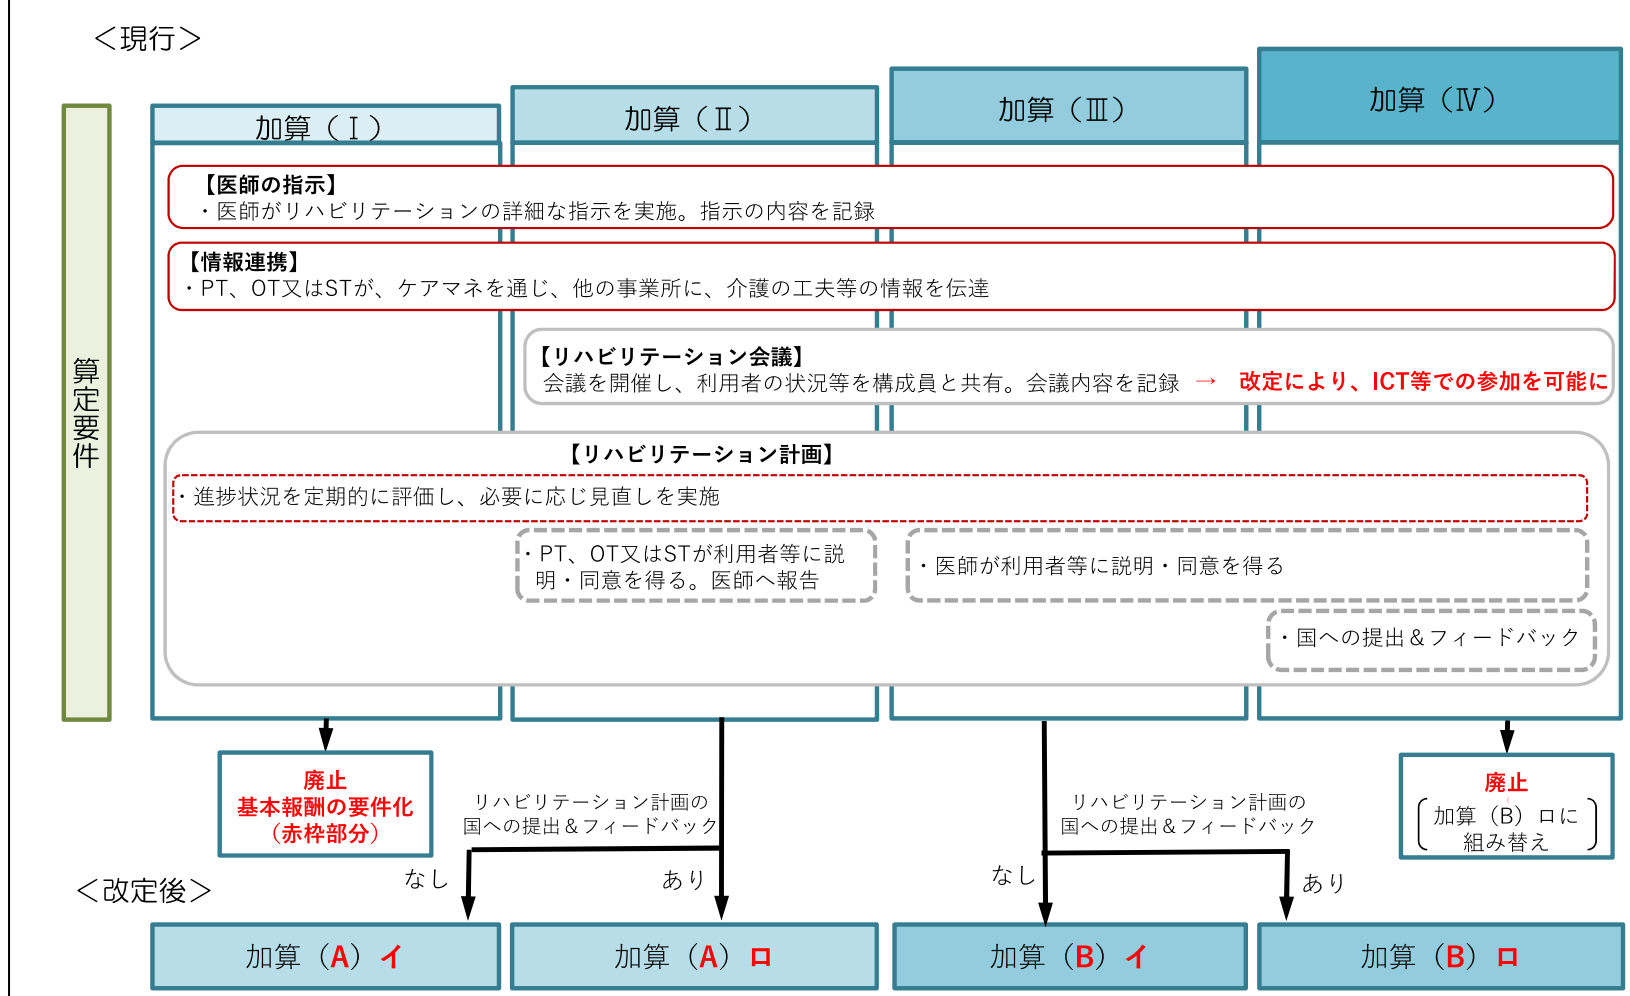 ＜現行＞
加算（Ⅰ）
加算（Ⅱ）
加算（Ⅲ）
加算（Ⅳ）
算定要件
【医師の指示】
・医師がリハビリテーションの詳細な指示を実施。指示の内容を記録
【情報連携】
・PT、OT又はSTが、ケアマネを通じ、他の事業所に、介護の工夫等の情報を伝達
【リハビリテーション会議】
会議を開催し、利用者の状況等を構成員と共有。会議内容を記録 → 改定により、ICT等での参加を可能に
【リハビリテーション計画】
・進捗状況を定期的に評価し、必要に応じ見直しを実施
・PT、OT又はSTが利用者等に説
明・同意を得る。医師へ報告
・医師が利用者等に説明・同意を得る
・国への提出＆フィードバック
廃止
基本報酬の要件化
（赤枠部分）
リハビリテーション計画の
国への提出＆フィードバック
なし
あり
リハビリテーション計画の
国への提出＆フィードバック
なし
あり
廃止
加算（B）ロに
組み替え
＜改定後＞
加算（A）イ
加算（A）ロ
加算（B）イ
加算（B）ロ